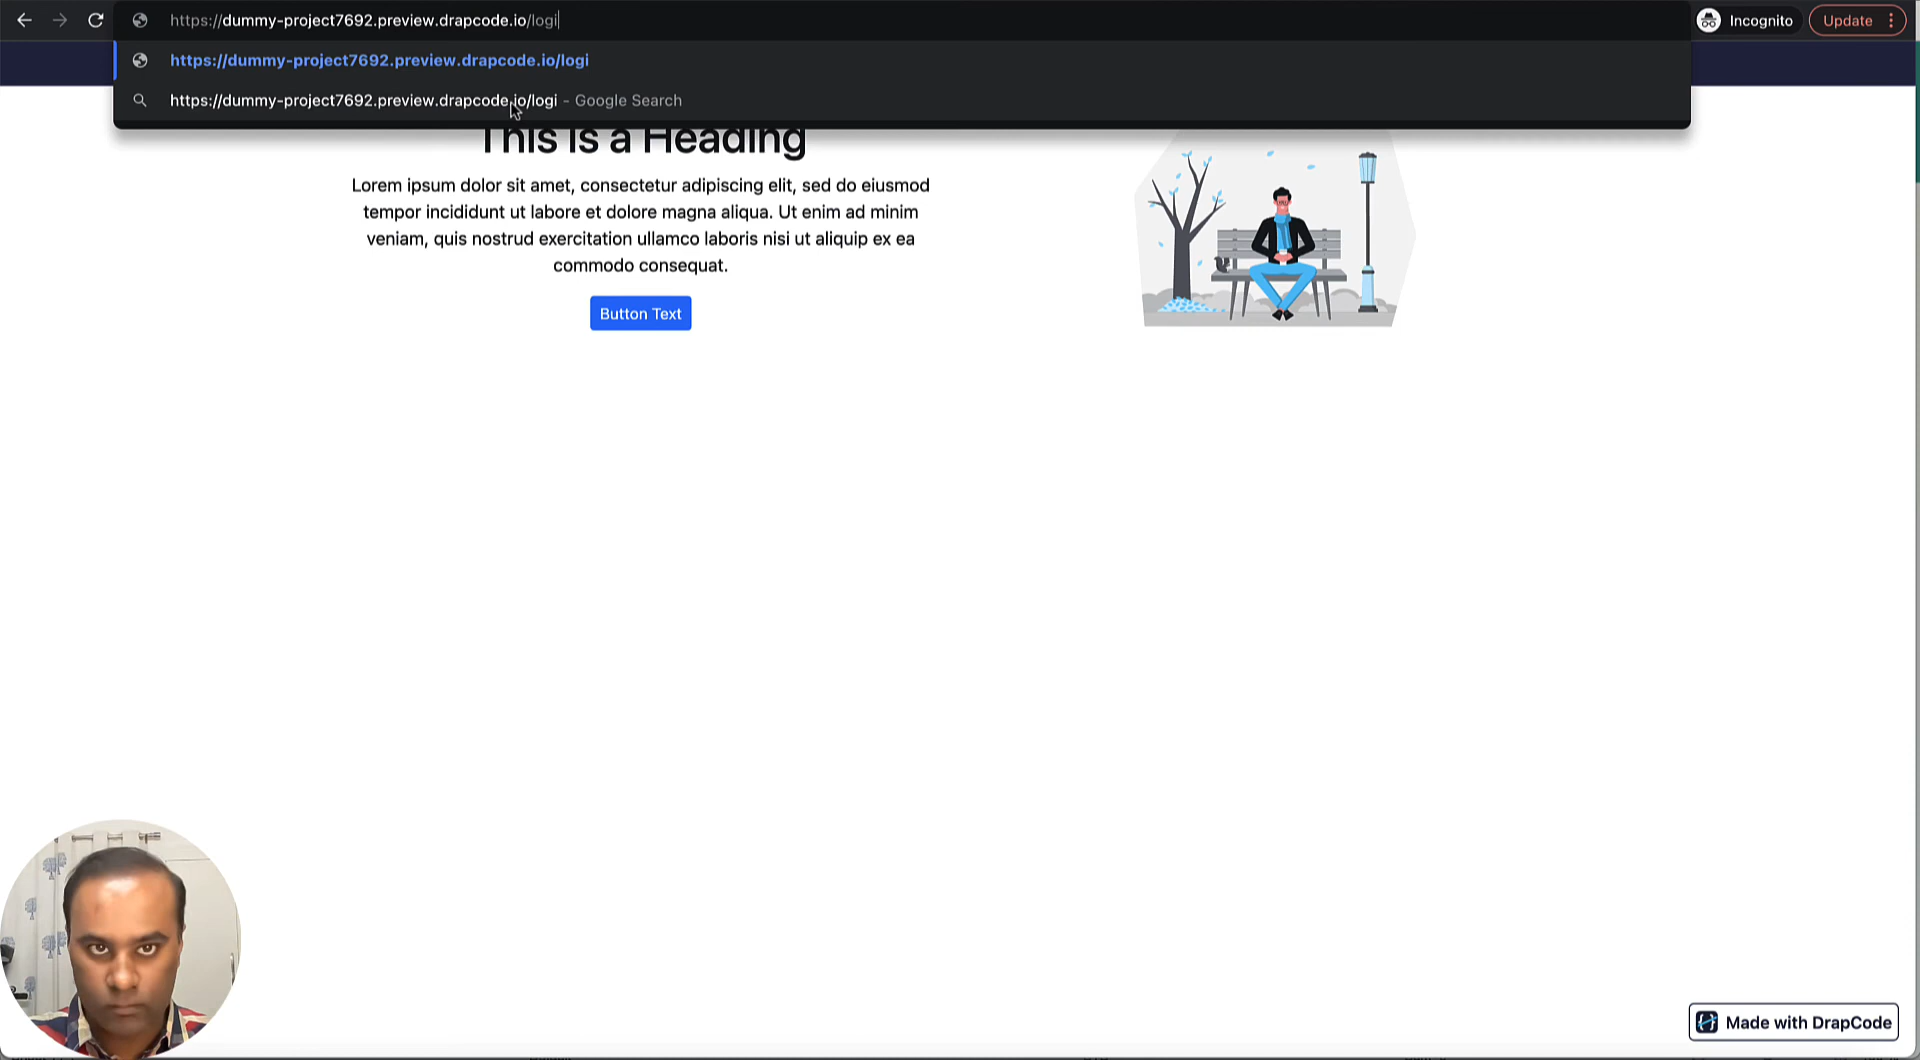 https://dummy-project7692.preview.drapcode.io/logi
Incognito
Update
https://dummy-project7692.preview.drapcode.io/logi
https://dummy-project7692.preview.drapcode.io/logi - Google Search
This is a Heading
Lorem ipsum dolor sit amet, consectetur adipiscing elit, sed do eiusmod
tempor incididunt ut labore et dolore magna aliqua. Ut enim ad minim
veniam, quis nostrud exercitation ullamco laboris nisi ut aliquip ex ea
commodo consequat.
Button Text
Made with DrapCode